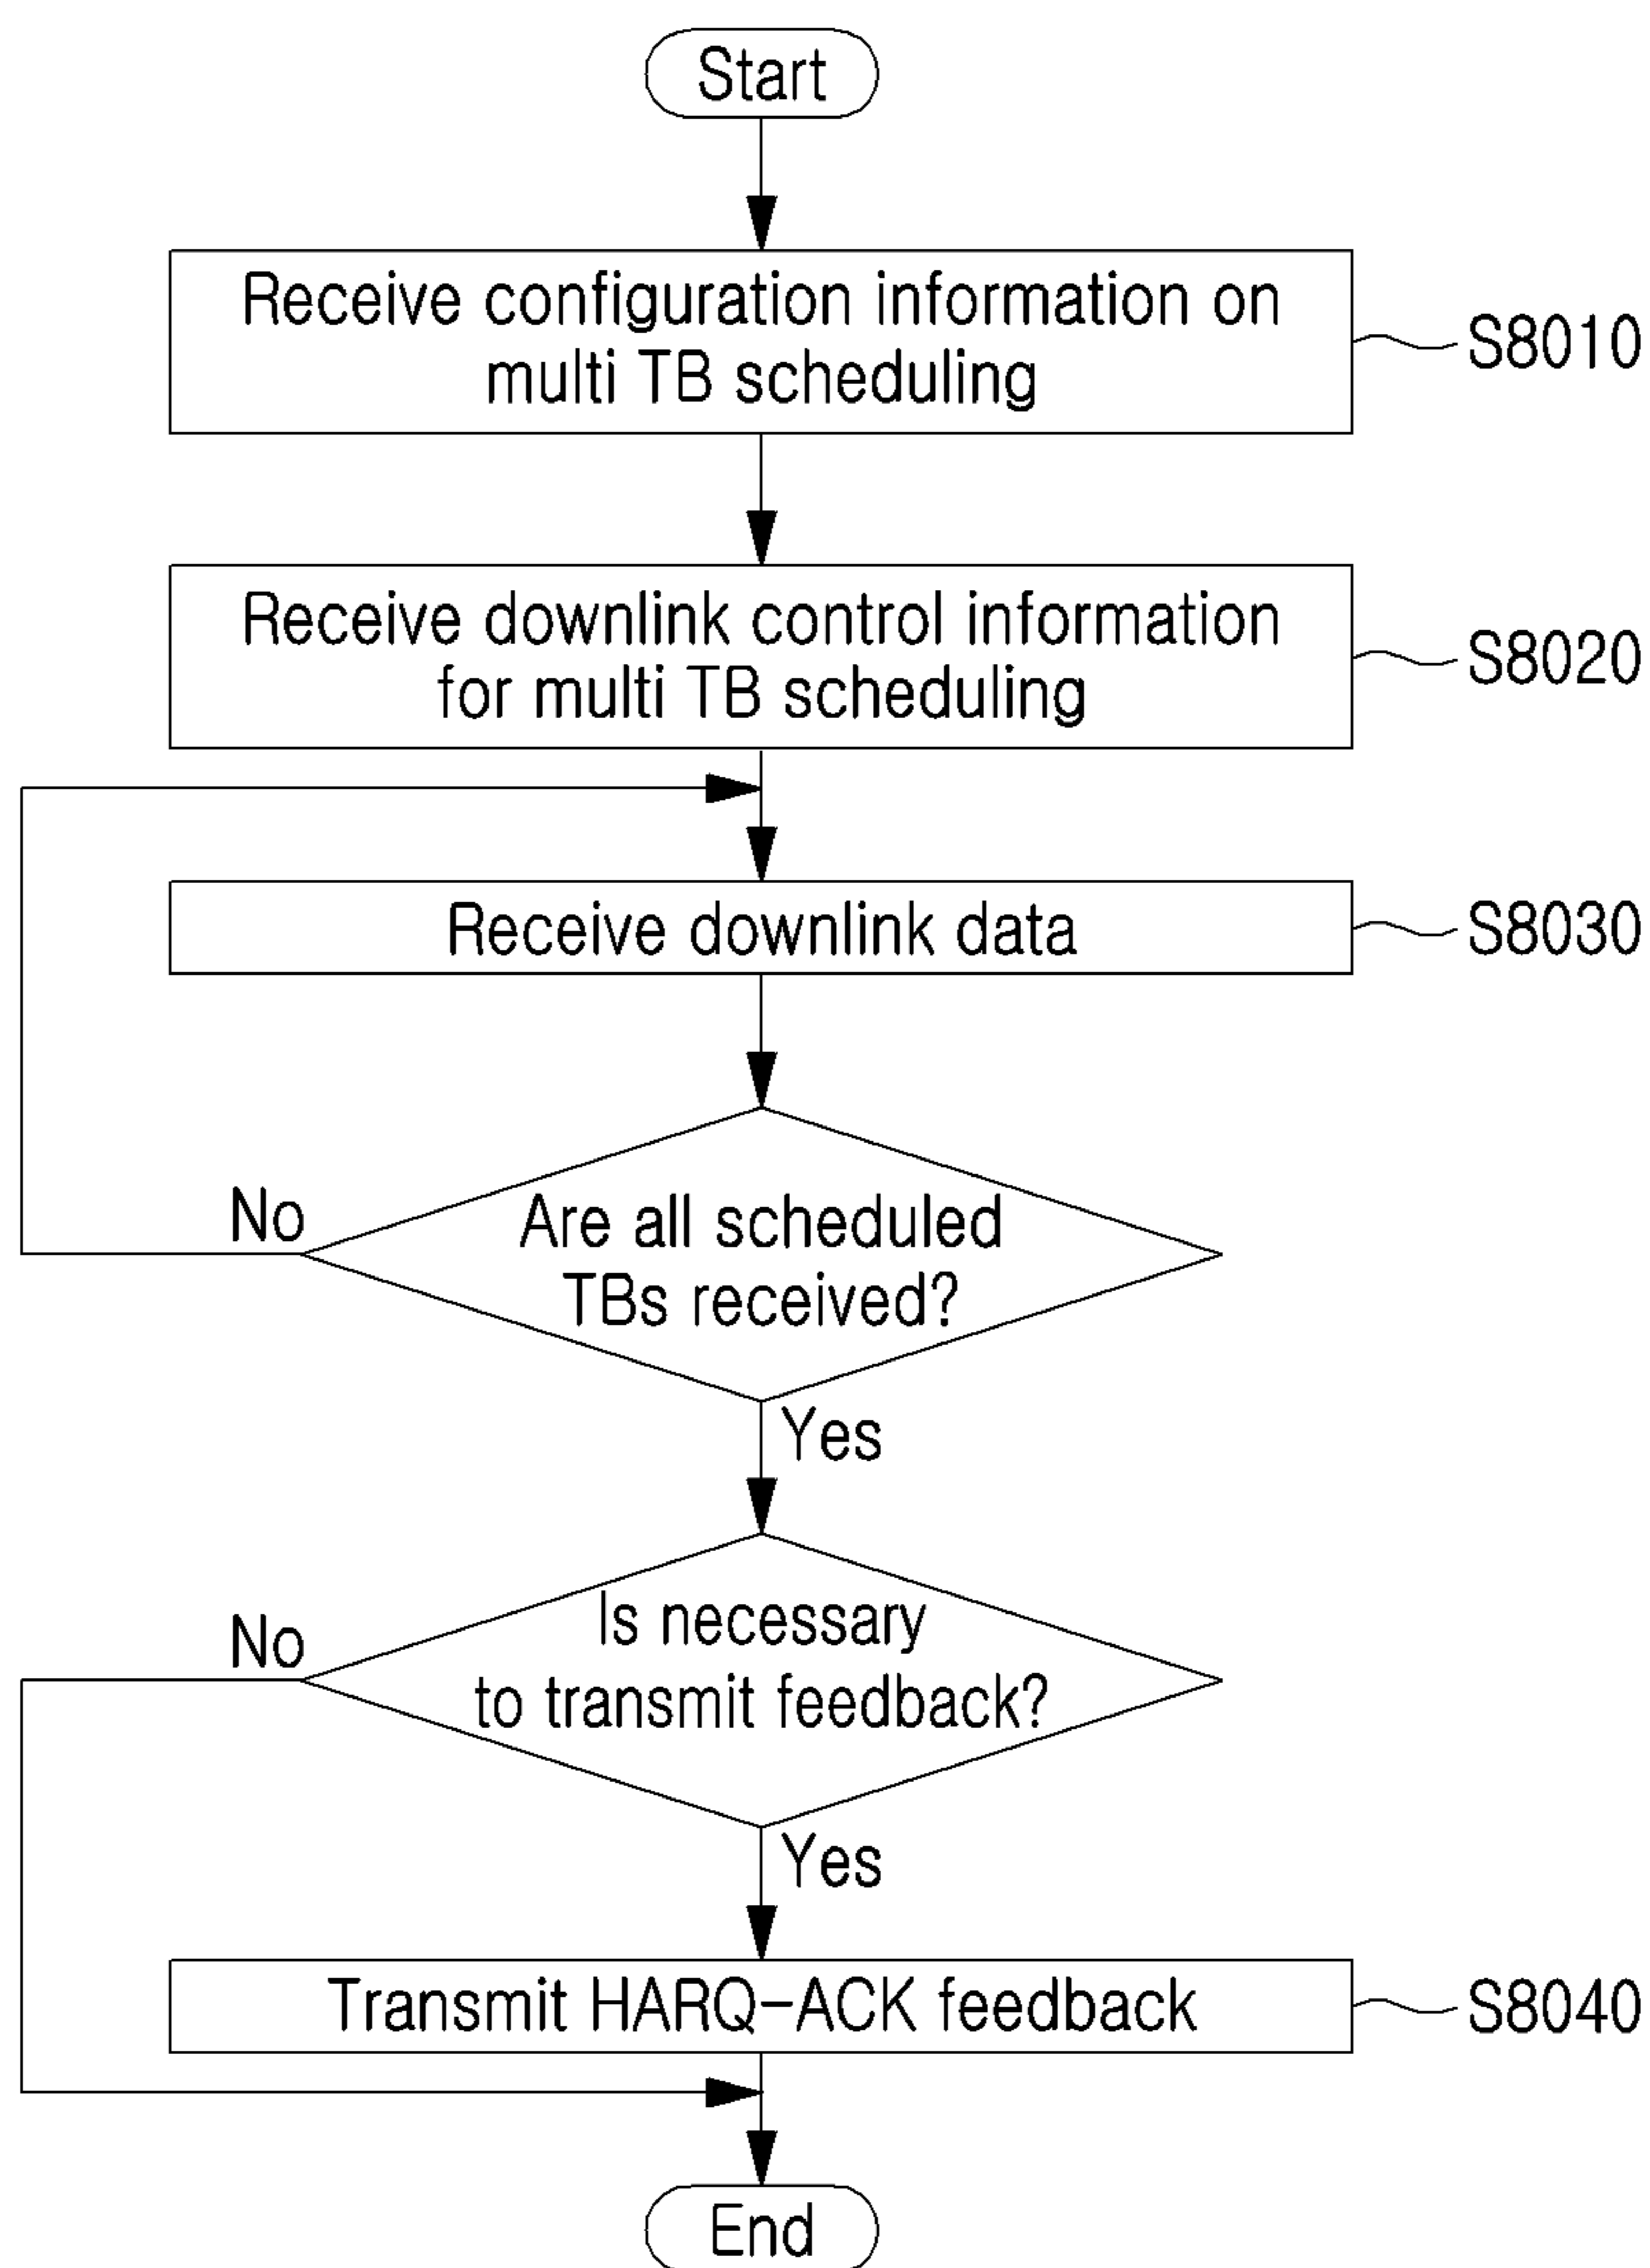 Start
Receive configuration information on
multi TB scheduling
S8010
Receive downlink control information
for multi TB scheduling
S8020
Receive downlink data
S8030
No
Are all scheduled
TBs received?
Yes
No
Is necessary
to transmit feedback?
Yes
Transmit HARQ-ACK feedback
S8040
End